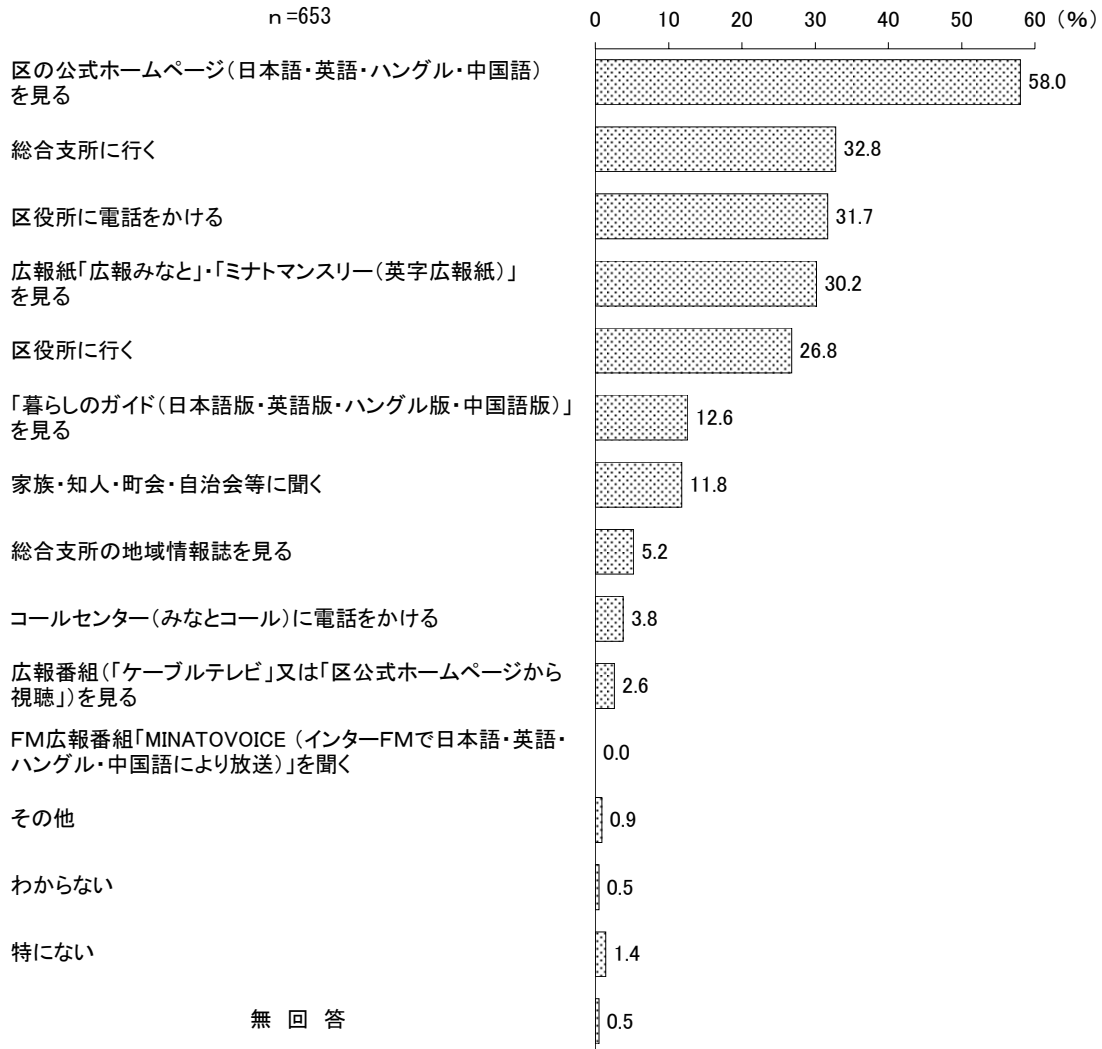 n=653
0 10 20 30 40 50 60 (%)
区の公式ホームページ(日本語・英語・ハングル・中国語)
を見る
58.0
総合支所に行く
32.8
区役所に電話をかける
31.7
広報紙「広報みなと」・「ミナトマンスリー(英字広報紙)」
を見る
30.2
区役所に行く
26.8
「暮らしのガイド(日本語版・英語版・ハングル版・中国語版)」
を見る
12.6
家族・知人・町会・自治会等に聞く
11.8
総合支所の地域情報誌を見る
5.2
コールセンター(みなとコール)に電話をかける
3.8
広報番組(「ケーブルテレビ」又は「区公式ホームページから
視聴」)を見る
2.6
FM広報番組「MINATOVOICE (インターFMで日本語・英語・
ハングル・中国語により放送)」を聞く
0.0
その他
0.9
わからない
0.5
特にない
1.4
無 回 答
0.5